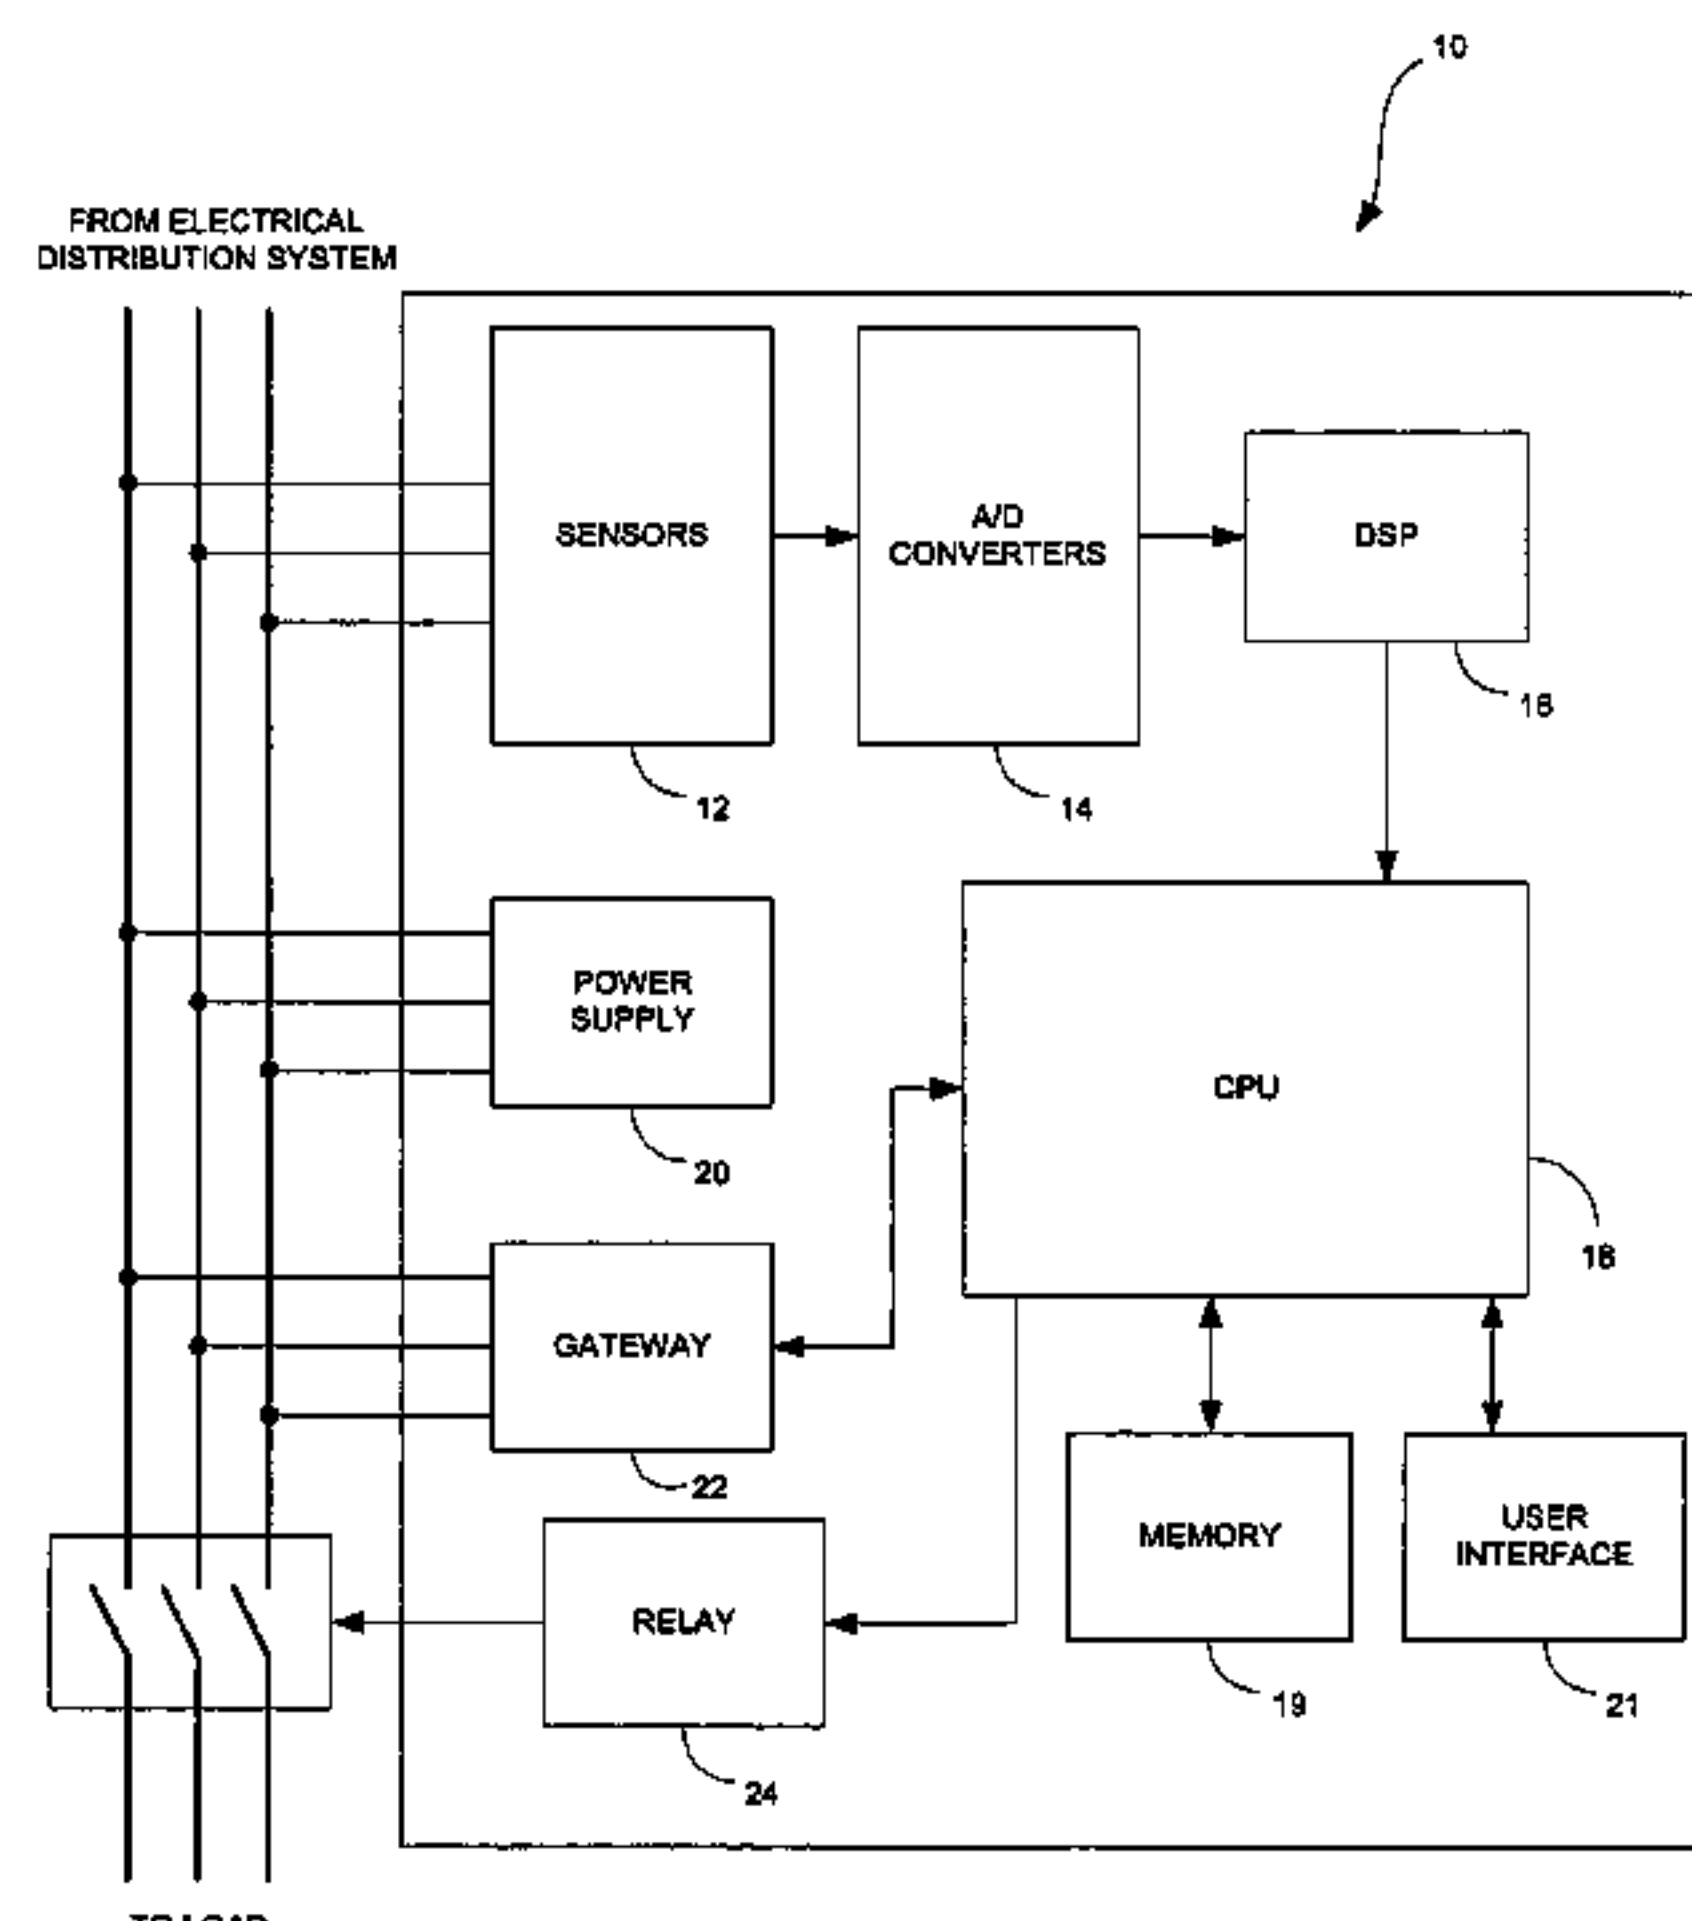 10
FROM ELECTRICAL
DISTRIBUTION SYSTEM
SENSORS
A/D
CONVERTERS
DSP
16
12
14
POWER
SUPPLY
CPU
20
18
GATEWAY
22
MEMORY
USER
INTERFACE
RELAY
19
21
24